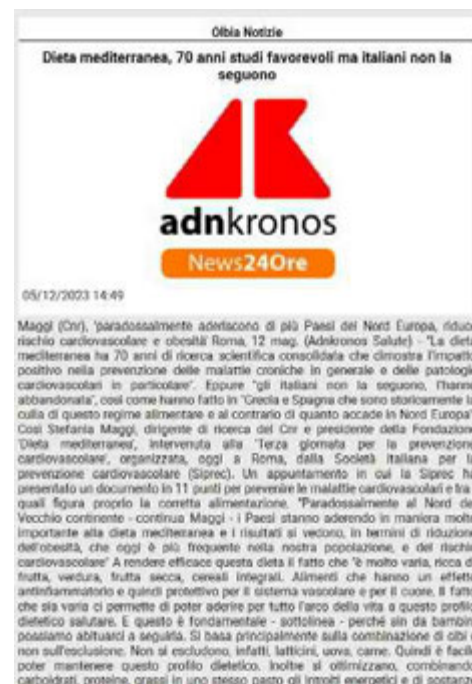 Olbia Notizie
Dieta mediterranea, 70 anni studi favorevoli ma italiani non la
seguono
adnkronos
News24Ore
05/12/2023 14:49
Maggi (Cnr), 'paradossalmente aderiscono di più Paesi del Nord Europa, riduc
rischio cardiovascolare e obesità' Roma, 12 mag. (Adnkronos Salute) - "La dieta
mediterranea ha 70 anni di ricerca scientifica consolidata che dimostra l'impatto
positivo nella prevenzione delle malattie croniche in generale e delle patologie
cardiovascolari in particolare". Eppure "gli italiani non la seguono, l'hanno
abbandonata", così come hanno fatto in "Grecia e Spagna che sono storicamente la
culla di questo regime alimentare e al contrario di quanto accade in Nord Europa".
Così Stefania Maggi, dirigente di ricerca del Cnr e presidente della Fondazione
'Dieta mediterranea', intervenuta alla 'Terza giornata per la prevenzione
cardiovascolare', organizzata, oggi a Roma, dalla Società italiana per la
prevenzione cardiovascolare (Siprec). Un appuntamento in cui la Siprec ha
presentato un documento in 11 punti per prevenire le malattie cardiovascolari e tra i
quali figura proprio la corretta alimentazione. "Paradossalmente al Nord del
Vecchio continente - continua Maggi - i Paesi stanno aderendo in maniera molto
importante alla dieta mediterranea e i risultati si vedono, in termini di riduzione
dell'obesità, che oggi è più frequente nella nostra popolazione, e del rischio
cardiovascolare" A rendere efficace questa dieta il fatto che "è molto varia, ricca di
frutta, verdura, frutta secca, cereali integrali. Alimenti che hanno un effetto
antinfiammatorio e quindi protettivo per il sistema vascolare e per il cuore. Il fatto
che sia varia ci permette di poter aderire per tutto l'arco della vita a questo profilo
dietetico salutare. E questo è fondamentale - sottolinea - perché sin da bambini
possiamo abituarci a seguirla. Si basa principalmente sulla combinazione di cibi e
non sull'esclusione. Non si escludono, infatti, latticini, uova, carne. Quindi è facile
poter mantenere questo profilo dietetico. Inoltre si ottimizzano, combinando
carboidrati, proteine, grassi in uno stesso pasto gli introiti energetici e di sostanze